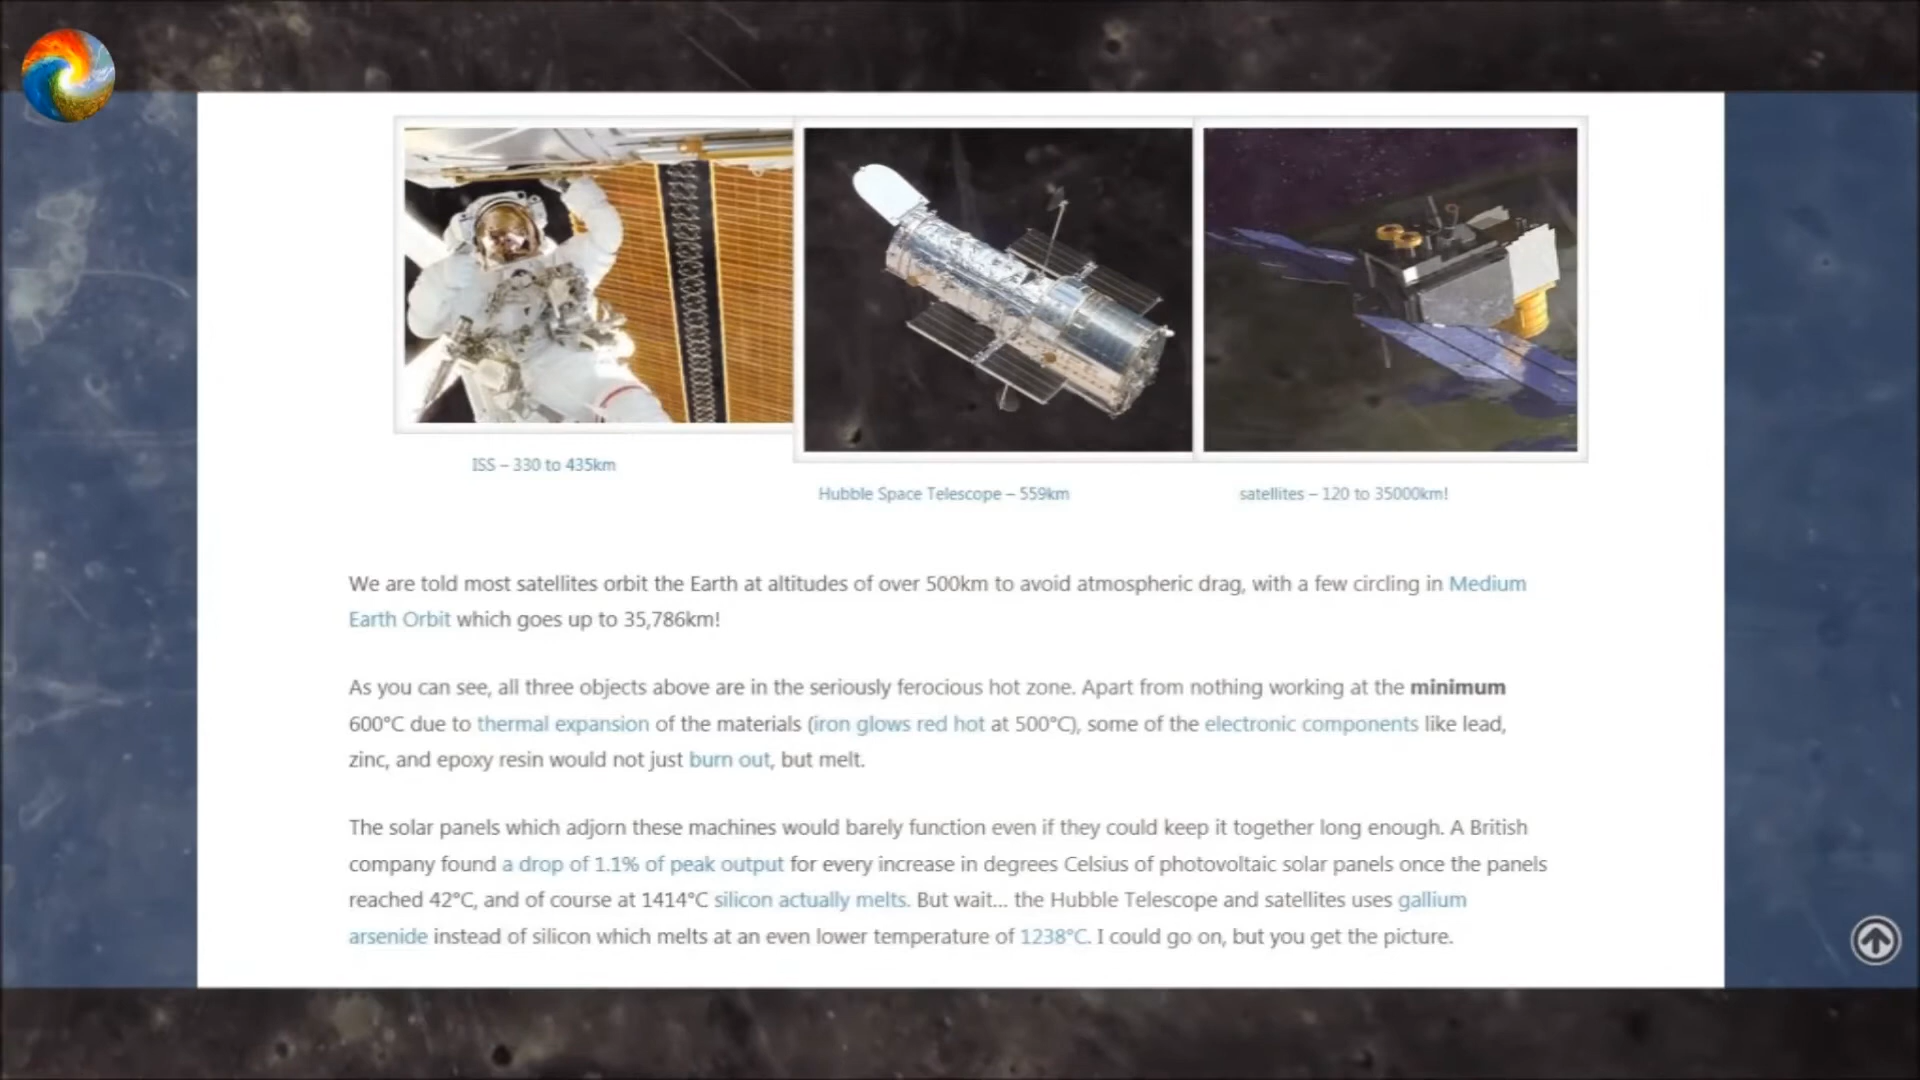 ISS – 330 to 435km
Hubble Space Telescope – 559km
satellites – 120 to 35000km!
We are told most satellites orbit the Earth at altitudes of over 500km to avoid atmospheric drag, with a few circling in Medium
Earth Orbit which goes up to 35,786km!
As you can see, all three objects above are in the seriously ferocious hot zone. Apart from nothing working at the minimum
600°C due to thermal expansion of the materials (iron glows red hot at 500°C), some of the electronic components like lead,
zinc, and epoxy resin would not just burn out, but melt.
The solar panels which adjorn these machines would barely function even if they could keep it together long enough. A British
company found a drop of 1.1% of peak output for every increase in degrees Celsius of photovoltaic solar panels once the panels
reached 42°C, and of course at 1414°C silicon actually melts. But wait... the Hubble Telescope and satellites uses gallium
arsenide instead of silicon which melts at an even lower temperature of 1238°C. I could go on, but you get the picture.